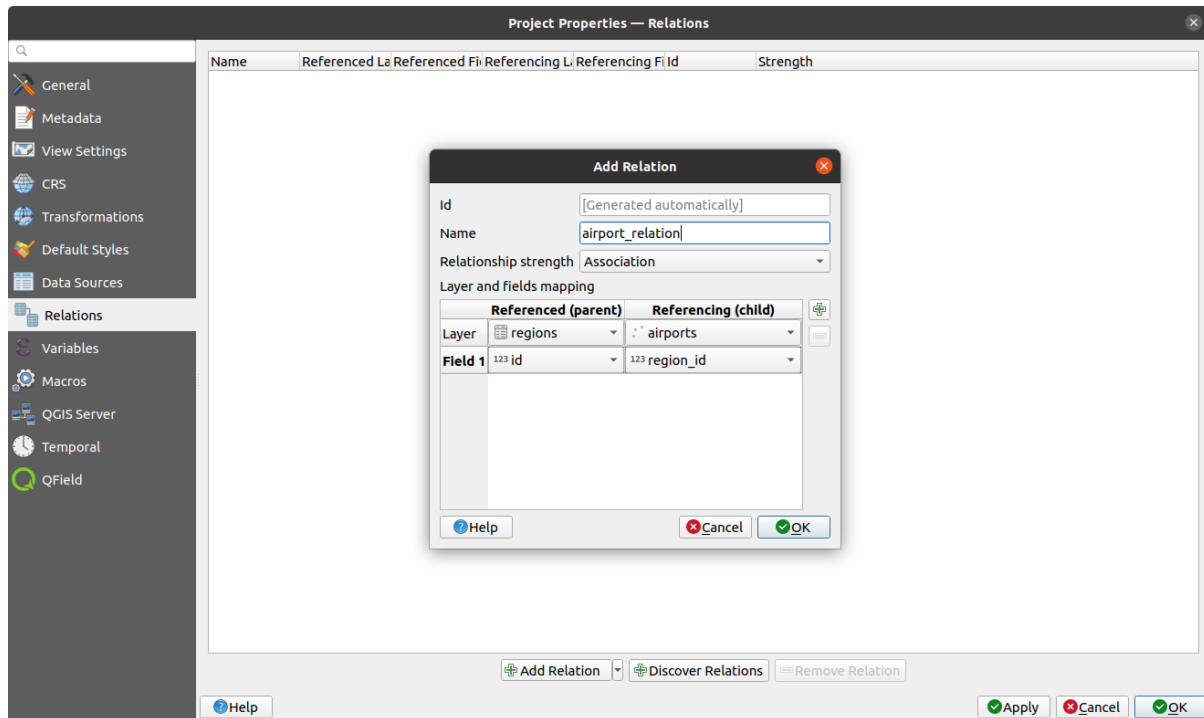 Project Properties — Relations
Name Referenced La Referenced Fi Referencing L Referencing Fi Id Strength
General
Metadata
View Settings
CRS
Transformations
Default Styles
Data Sources
Relations
Variables
Macros
QGIS Server
Temporal
QField
Add Relation
Id [Generated automatically]
Name airport_relation
Relationship strength Association
Layer and fields mapping
Referenced (parent) Referencing (child)
Layer regions airports
Field 1 123 id 123 region_id
Help Cancel OK
Add Relation Discover Relations Remove Relation
Help Apply Cancel OK